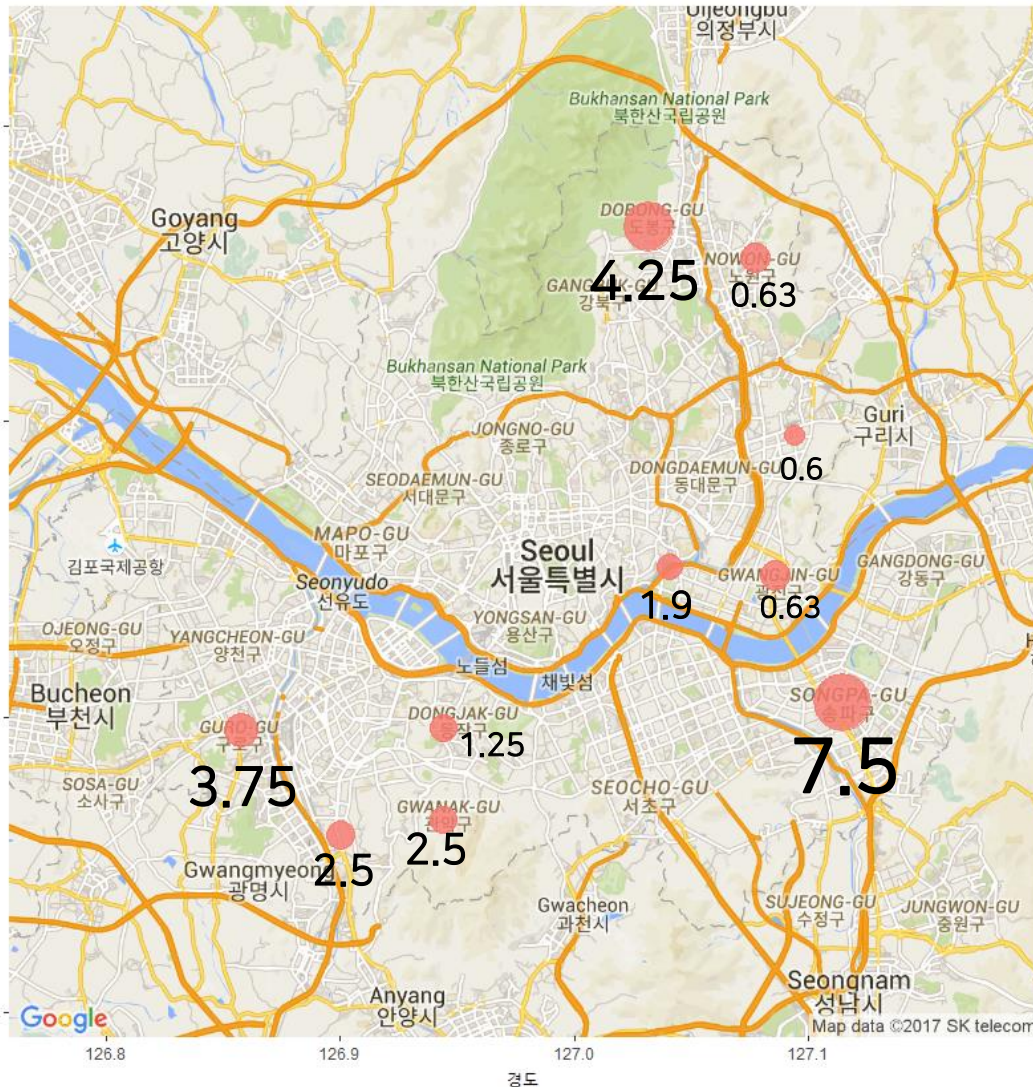 Uijeongbu
의정부시
Bukhansan National Park
북한산국립공원
Goyang
고양시
DOBONG-GU
도봉구
NOWON-GU
노원구
4.25
0.63
강북구
Bukhansan National Park
북한산국립공원
Guri
구리시
JONGNO-GU
종로구
0.6
DONGDAEMUN-GU
동대문구
SEODAEMUN-GU
서대문구
MAPO-GU
마포구
Seoul
서울특별시
김포국제공항
GANGDONG-GU
강동구
GWANGJIN-GU
Seonyudo
선유도
1.9
0.63
YONGSAN-GU
용산구
OJEONG-GU
오정구
YANGCHEON-GU
양천구
노들섬
채빛섬
Bucheon
부천시
SONGPA-GU
송파구
DONGJAK-GU
GURO-GU
1.25
7.5
3.75
SOSA-GU
소사구
SEOCHO-GU
서초구
GWANAK-GU
2.5
2.5
Gwangmyeong
광명시
Gwacheon
과천시
SUJEONG-GU
수정구
JUNGWON-GU
중원구
Anyang
안양시
Seongnam
성남시
Google
Map data ©2017 SK telecom
126.8
126.9
127.0
127.1
경도